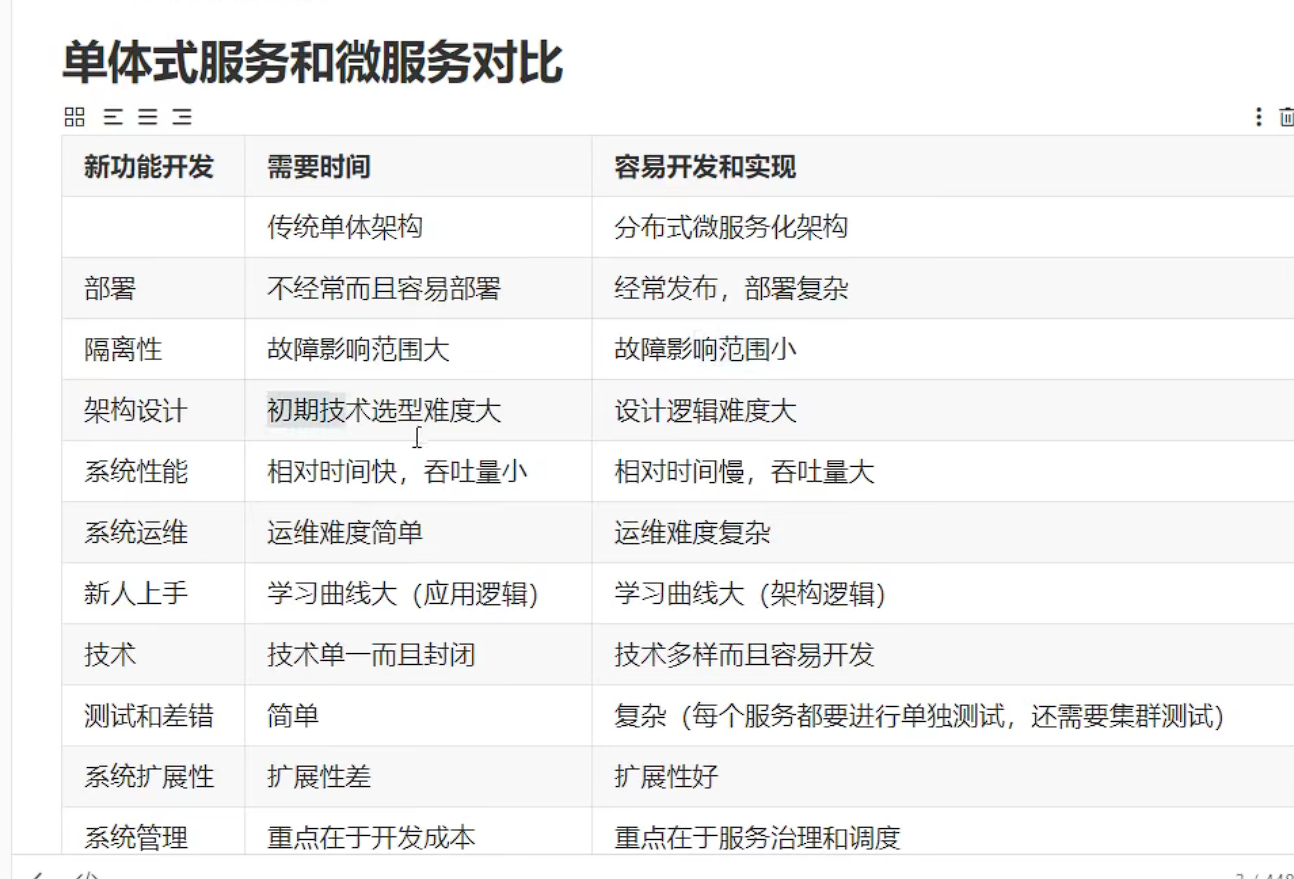 单体式服务和微服务对比
新功能开发 需要时间 容易开发和实现
传统单体架构 分布式微服务化架构
部署 不经常而且容易部署 经常发布，部署复杂
隔离性 故障影响范围大 故障影响范围小
架构设计 初期技术选型难度大 设计逻辑难度大
系统性能 相对时间快，吞吐量小 相对时间慢，吞吐量大
系统运维 运维难度简单 运维难度复杂
新人上手 学习曲线大（应用逻辑） 学习曲线大（架构逻辑）
技术 技术单一而且封闭 技术多样而且容易开发
测试和差错 简单 复杂（每个服务都要进行单独测试，还需要集群测试）
系统扩展性 扩展性差 扩展性好
系统管理 重点在于开发成本 重点在于服务治理和调度